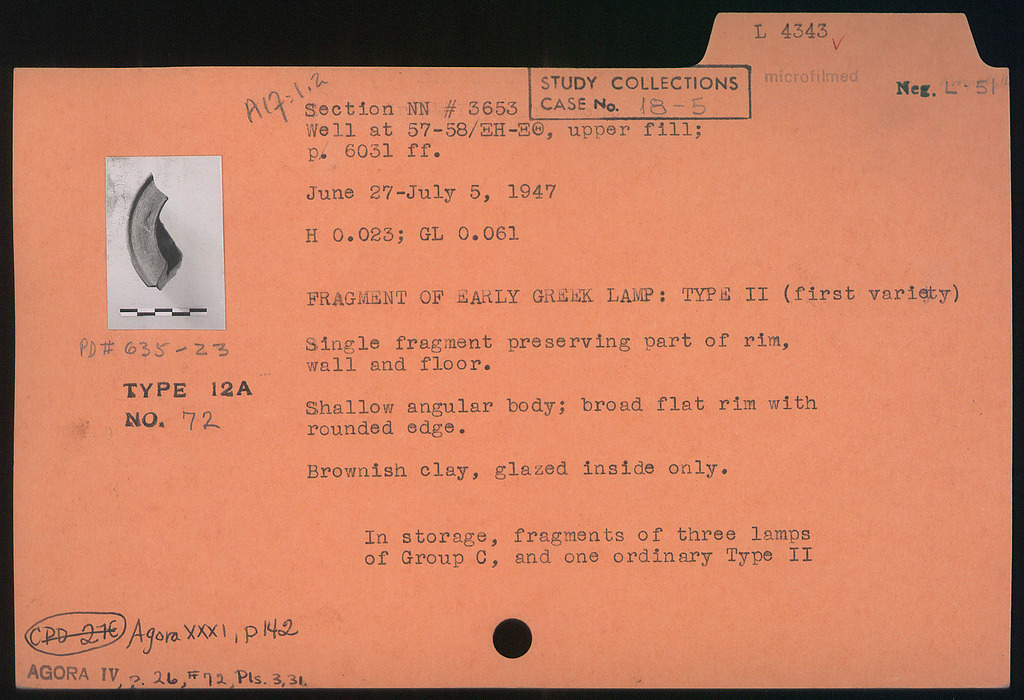 L 4343
microfilmed
Neg. L-51
STUDY COLLECTIONS
CASE No. 18-5
A17:1.2
Section NN # 3653
Well at 57-58/ΞΗ-ΞΘ, upper fill;
p. 6031 ff.
June 27-July 5, 1947
H 0.023; GL 0.061
FRAGMENT OF EARLY GREEK LAMP: TYPE II (first variety)
PD# 635-23
Single fragment preserving part of rim,
wall and floor.
TYPE 12A
NO. 72
Shallow angular body; broad flat rim with
rounded edge.
Brownish clay, glazed inside only.
In storage, fragments of three lamps
of Group C, and one ordinary Type II
Agora XXXI, p 142
AGORA IV, p. 26, #72, Pls. 3, 31.